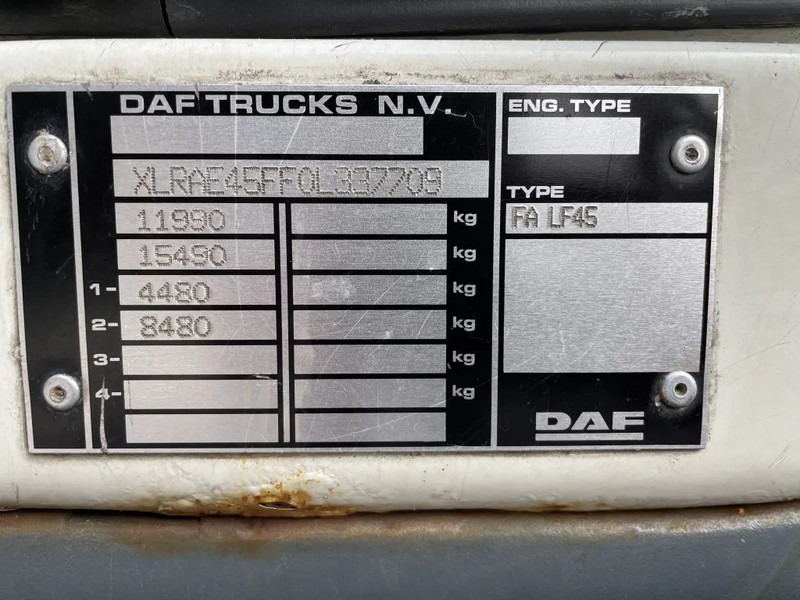 DAF TRUCKS N.V.
XLRAE45FF0L337709
11990 kg
15490 kg
1- 4480 kg
2- 8480 kg
3- kg
4- kg
ENG. TYPE
TYPE
FA LF45
DAF